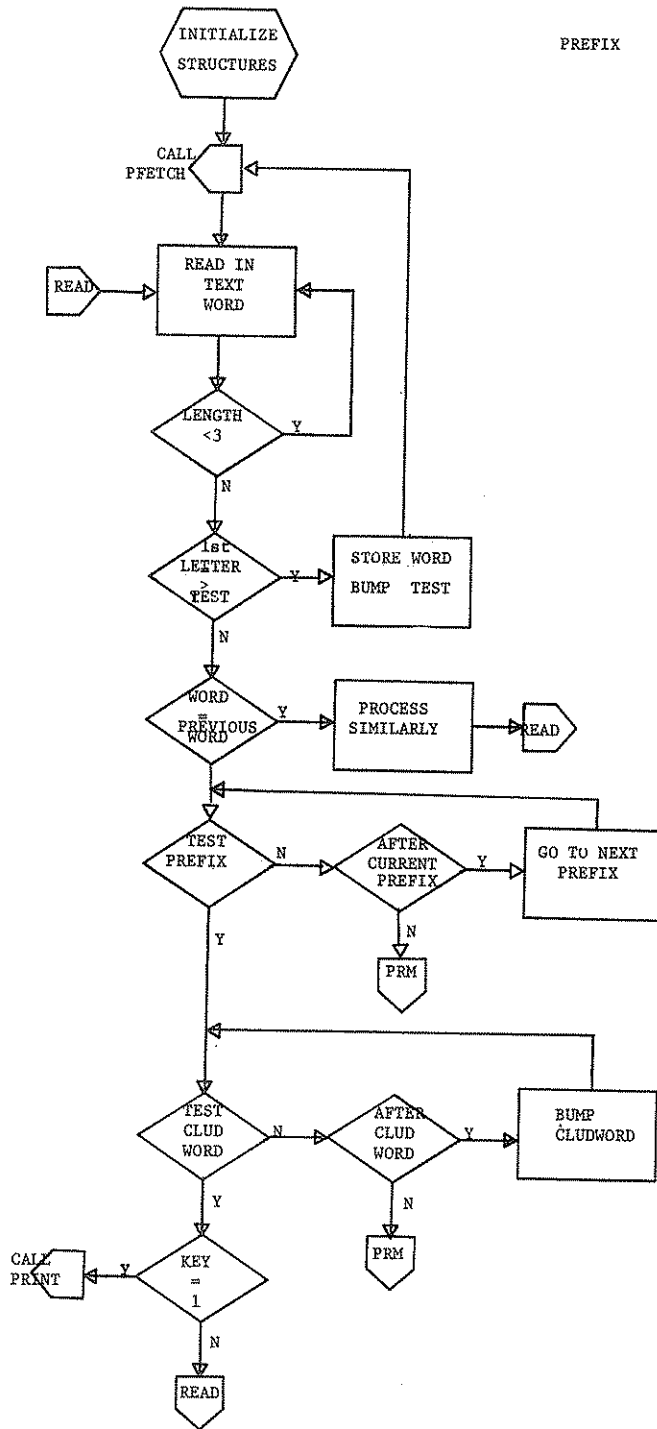 INITIALIZE
STRUCTURES
PREFIX
CALL
PFETCH
READ IN
TEXT
WORD
READ
LENGTH
<3
Y
N
1st
LETTER
>
TEST
Y
STORE WORD
BUMP TEST
N
WORD
=
PREVIOUS
WORD
Y
PROCESS
SIMILARLY
READ
TEST
PREFIX
N
AFTER
CURRENT
PREFIX
Y
GO TO NEXT
PREFIX
Y
N
PRM
TEST
CLUD
WORD
N
AFTER
CLUD
WORD
Y
BUMP
CLUDWORD
Y
N
PRM
CALL
PRINT
Y
KEY
=
1
N
READ